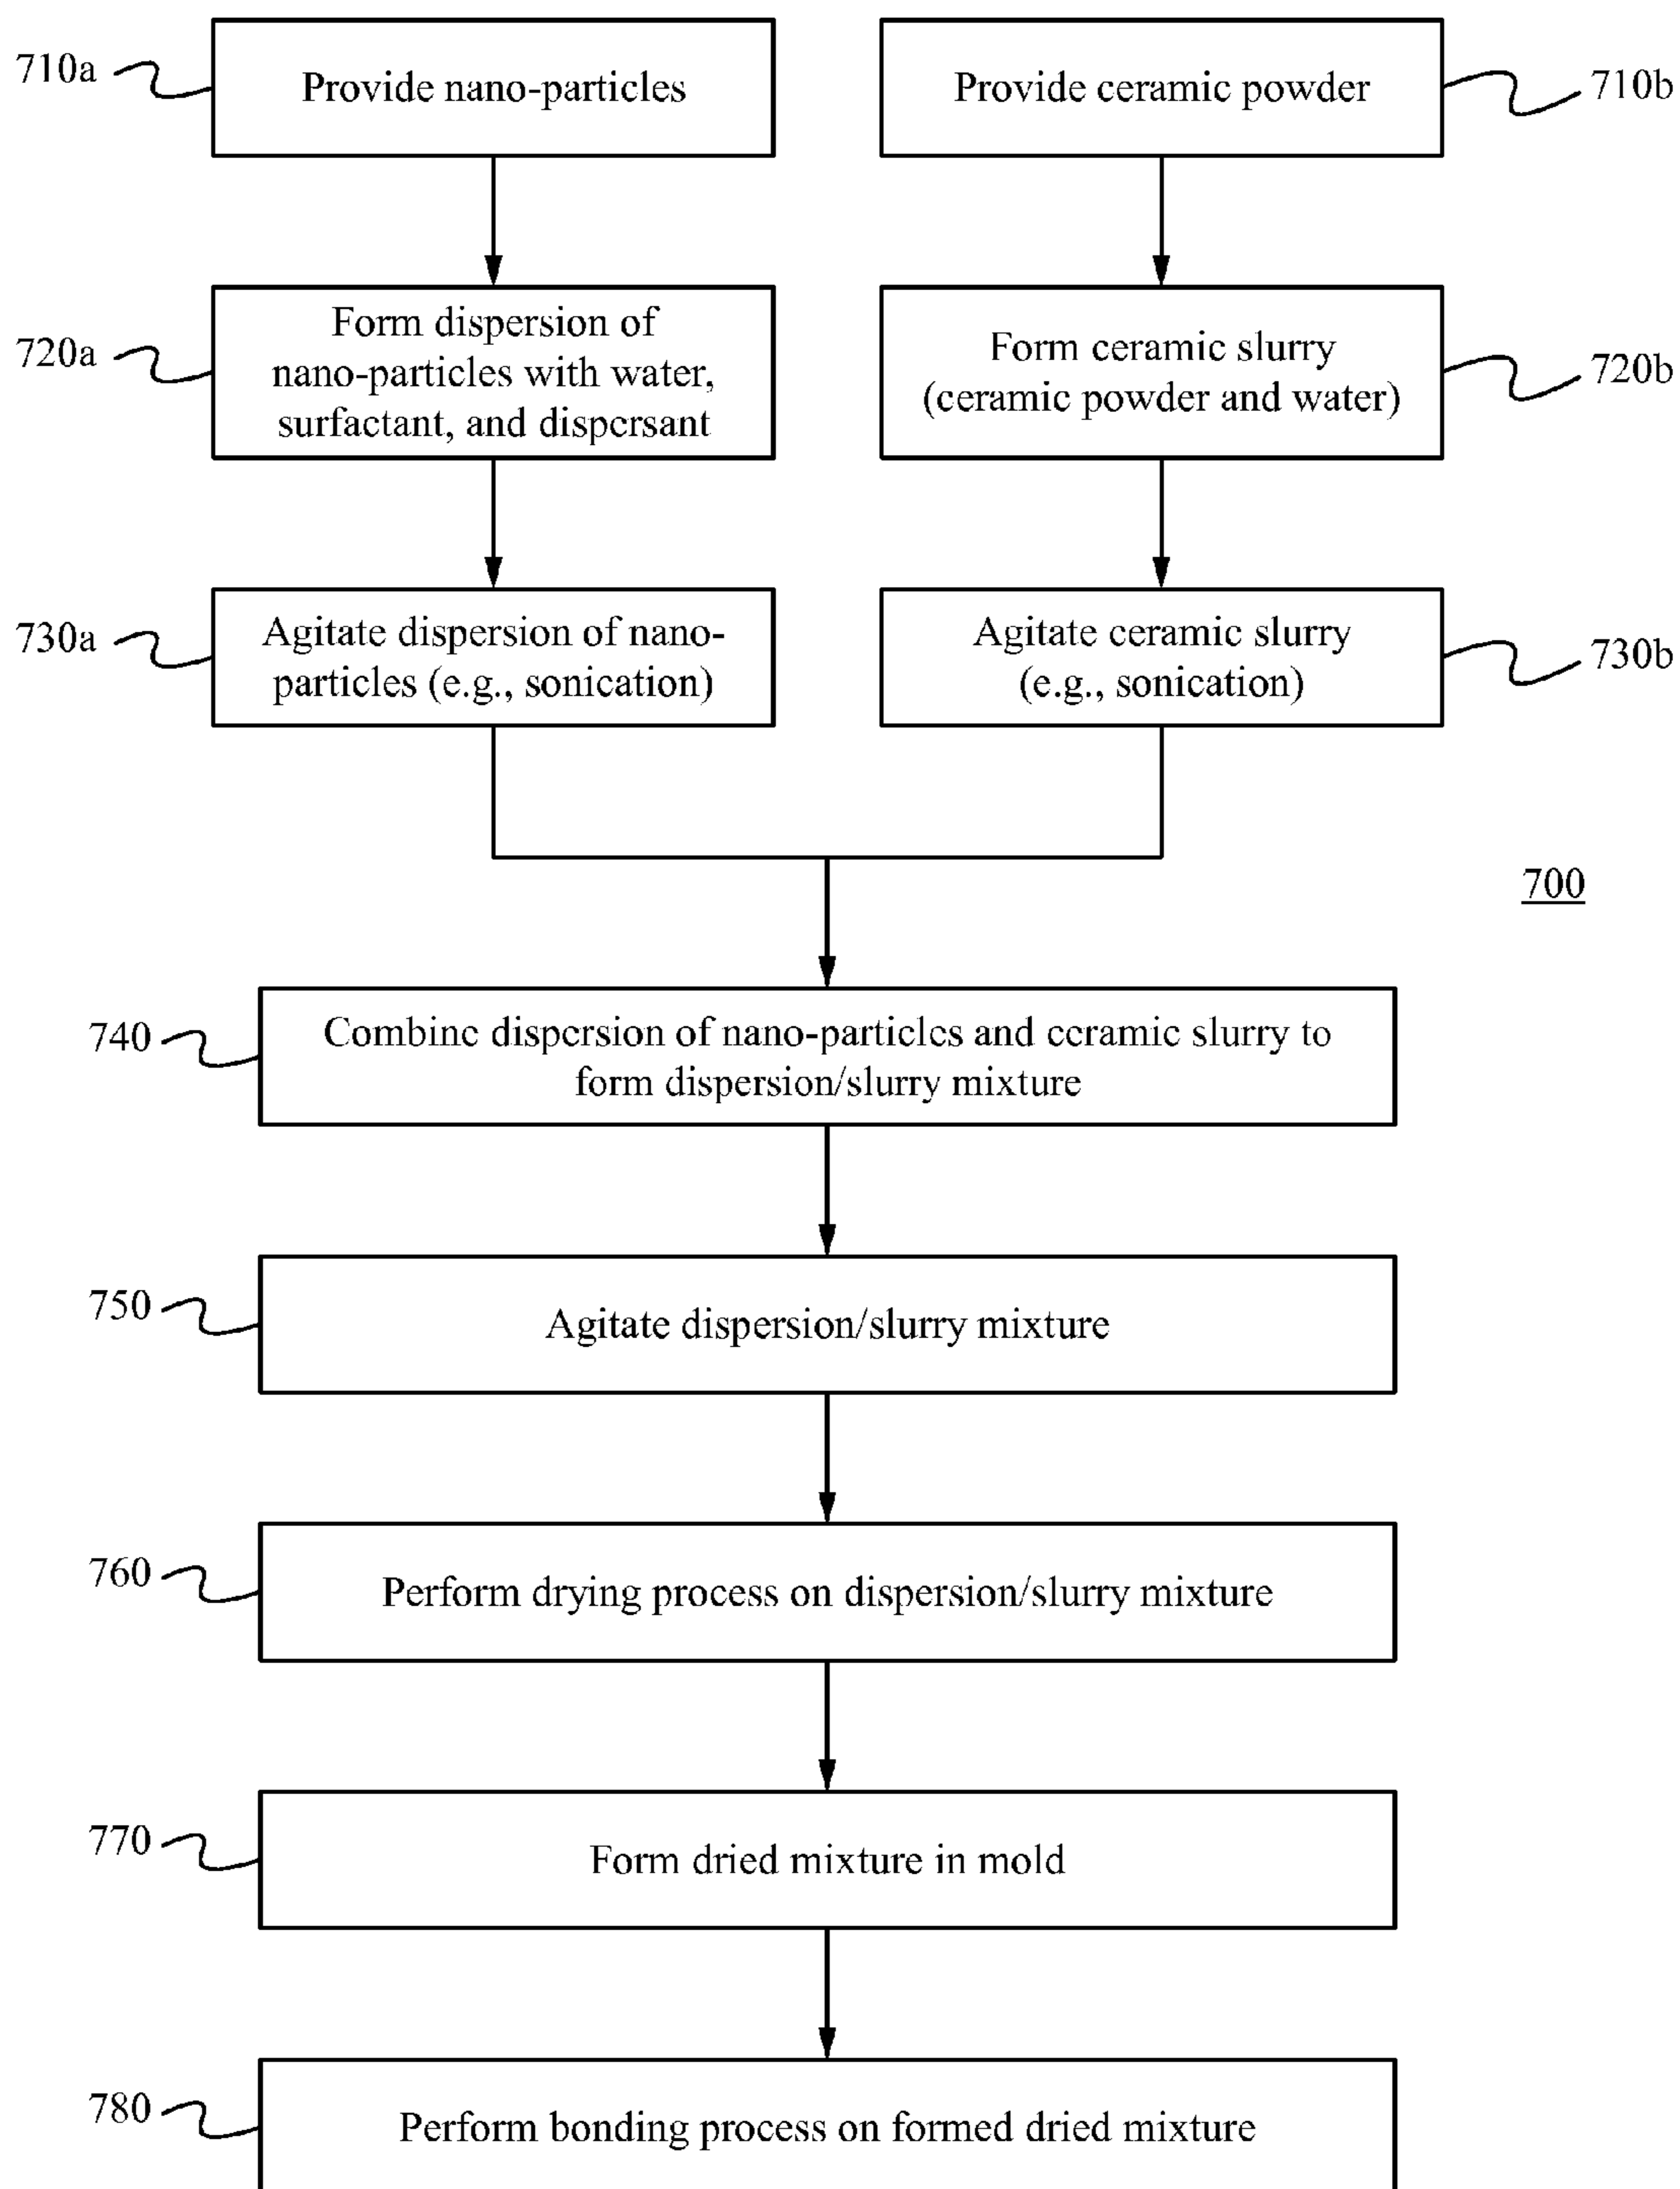 710a
Provide nano-particles
Provide ceramic powder
710b
720a
Form dispersion of
nano-particles with water,
surfactant, and dispersant
Form ceramic slurry
(ceramic powder and water)
720b
730a
Agitate dispersion of nano-
particles (e.g., sonication)
Agitate ceramic slurry
(e.g., sonication)
730b
700
740
Combine dispersion of nano-particles and ceramic slurry to
form dispersion/slurry mixture
750
Agitate dispersion/slurry mixture
760
Perform drying process on dispersion/slurry mixture
770
Form dried mixture in mold
780
Perform bonding process on formed dried mixture